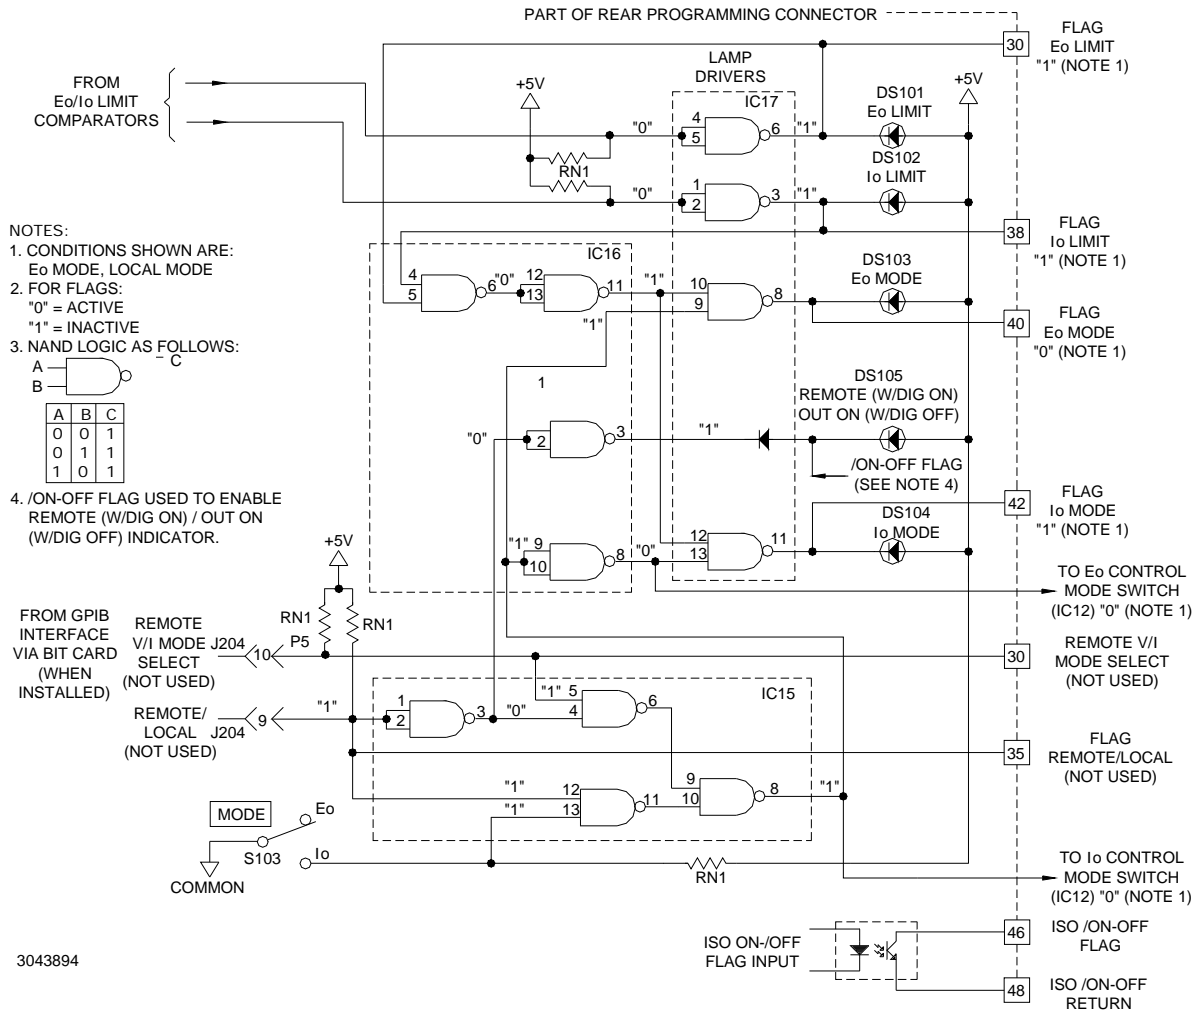 PART OF REAR PROGRAMMING CONNECTOR
30
FLAG
Eo LIMIT
"1" (NOTE 1)
FROM
Eo/Io LIMIT
COMPARATORS
LAMP
DRIVERS
+5V
IC17
DS101
Eo LIMIT
+5V
"0"
4
5
6
"1"
RN1
DS102
Io LIMIT
"0"
1
2
3
"1"
38
FLAG
Io LIMIT
"1" (NOTE 1)
NOTES:
1. CONDITIONS SHOWN ARE:
Eo MODE, LOCAL MODE
2. FOR FLAGS:
"0" = ACTIVE
"1" = INACTIVE
3. NAND LOGIC AS FOLLOWS:
A
B
C
A B C
0 0 1
0 1 1
1 0 1
4. /ON-OFF FLAG USED TO ENABLE
REMOTE (W/DIG ON) / OUT ON
(W/DIG OFF) INDICATOR.
IC16
4
5
6
"0"
12
13
11
"1"
10
9
8
"1"
DS103
Eo MODE
40
FLAG
Eo MODE
"0" (NOTE 1)
1
"0"
2
3
"1"
DS105
REMOTE (W/DIG ON)
OUT ON (W/DIG OFF)
/ON-OFF FLAG
(SEE NOTE 4)
42
FLAG
Io MODE
"1" (NOTE 1)
DS104
Io MODE
"1"
9
10
8
"0"
12
13
11
TO Eo CONTROL
MODE SWITCH
(IC12) "0" (NOTE 1)
+5V
RN1
RN1
P5
FROM GPIB
INTERFACE
VIA BIT CARD
(WHEN
INSTALLED)
REMOTE
V/I MODE J204
SELECT
(NOT USED)
10
30
REMOTE V/I
MODE SELECT
(NOT USED)
REMOTE/
LOCAL J204
(NOT USED)
9
"1"
IC15
1
2
3
"0"
"1"
5
4
6
35
FLAG
REMOTE/LOCAL
(NOT USED)
"1"
12
"1"
13
11
9
10
8
"1"
MODE
Eo
S103
Io
COMMON
RN1
TO Io CONTROL
MODE SWITCH
(IC12) "0" (NOTE 1)
ISO ON-/OFF
FLAG INPUT
46
ISO /ON-OFF
FLAG
48
ISO /ON-OFF
RETURN
3043894